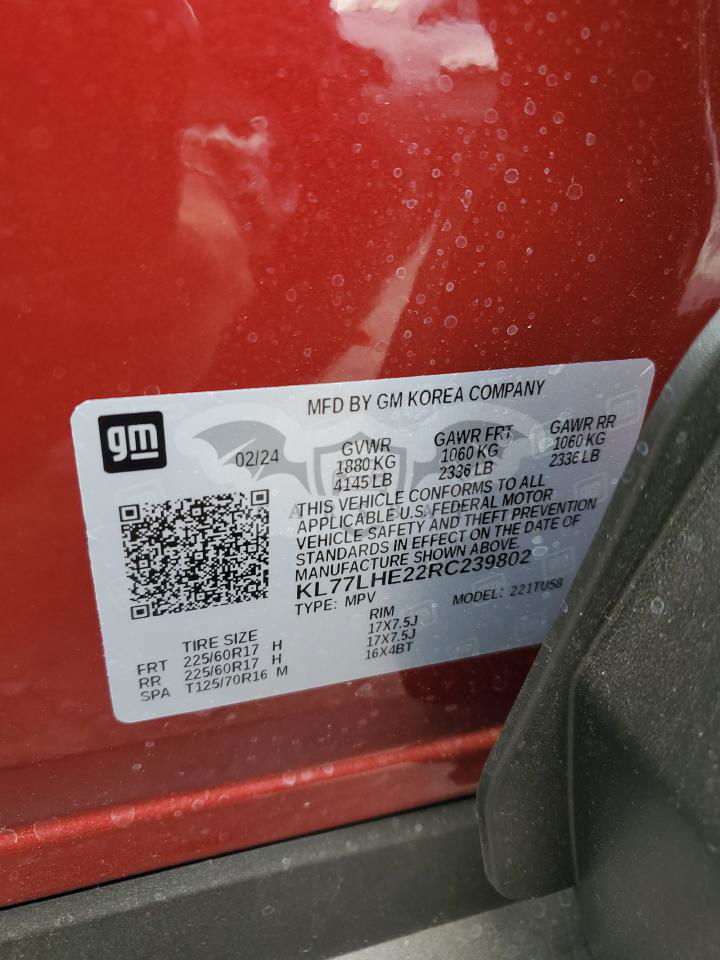 MFD BY GM KOREA COMPANY
gm
02/24
GVWR GAWR FRT GAWR RR
1880 KG 1060 KG 1060 KG
4145 LB 2336 LB 2336 LB
THIS VEHICLE CONFORMS TO ALL
APPLICABLE U.S. FEDERAL MOTOR
VEHICLE SAFETY AND THEFT PREVENTION
STANDARDS IN EFFECT ON THE DATE OF
MANUFACTURE SHOWN ABOVE.
KL77LHE22RC239802
TYPE: MPV MODEL: 221TU58
TIRE SIZE RIM
FRT 225/60R17 H 17X7.5J
RR 225/60R17 H 17X7.5J
SPA T125/70R16 M 16X4BT